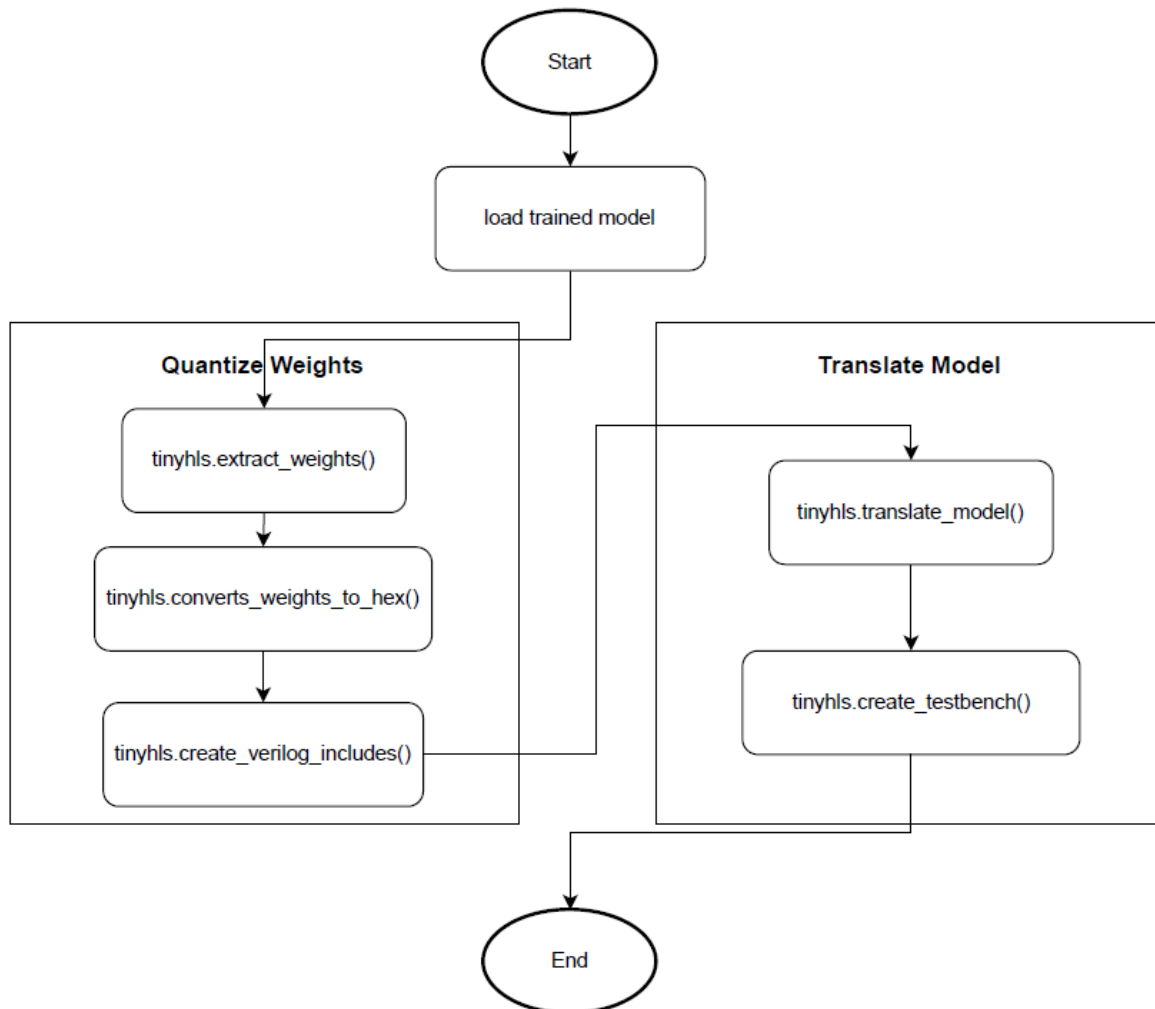 Start
load trained model
Quantize Weights
tinyhls.extract_weights()
tinyhls.converts_weights_to_hex()
tinyhls.create_verilog_includes()
Translate Model
tinyhls.translate_model()
tinyhls.create_testbench()
End